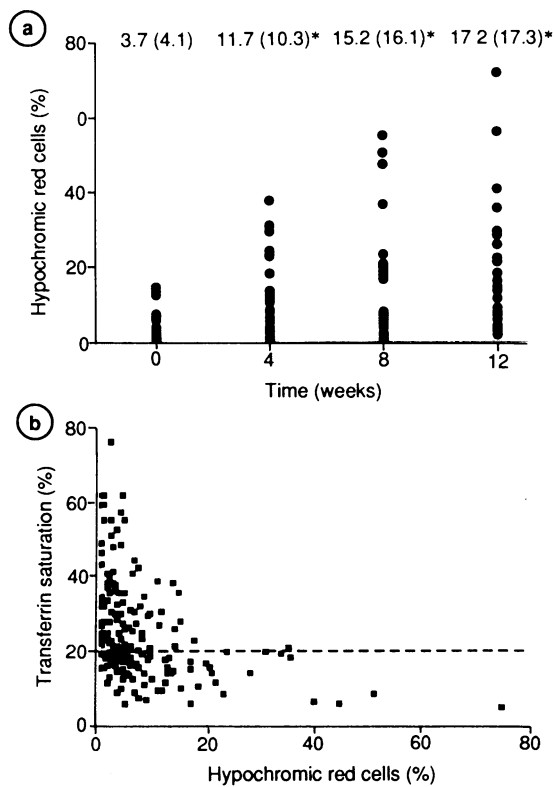 a
80 3.7 (4.1) 11.7 (10.3)* 15.2 (16.1)* 17 2 (17.3)*
0
40
20
0
Hypochromic red cells (%)
0 4 8 12
Time (weeks)
b
80
60
40
20
0
Transferrin saturation (%)
0 20 40 60 80
Hypochromic red cells (%)